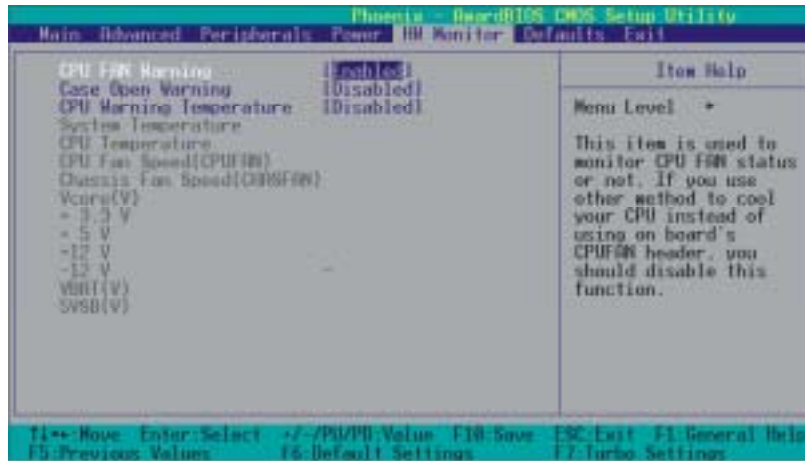 Phoenix - AwardBIOS CMOS Setup Utility
Main Advanced Peripherals Power HW Monitor Defaults Exit
CPU FAN Warning [Enabled]
Case Open Warning [Disabled]
CPU Warning Temperature [Disabled]
System Temperature
CPU Temperature
CPU Fan Speed(CPUFAN)
Chassis Fan Speed(CHASFAN)
Vcore(V)
+ 3.3 V
+ 5 V
-12 V
VBAT(V)
5VSB(V)
Item Help
Menu Level
This item is used to
monitor CPU FAN status
or not. If you use
other method to cool
your CPU instead of
using on board's
CPUFAN header, you
should disable this
function.
:Move Enter:Select +/-/PU/PD:Value F10:Save ESC:Exit F1:General Help
F5:Previous Values F6:Default Settings F7:Turbo Settings